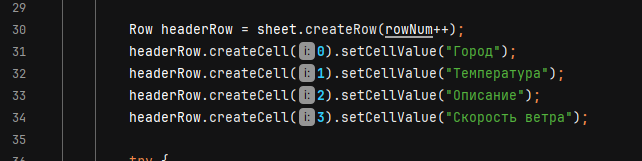 29
30 Row headerRow = sheet.createRow(rowNum++);
31 headerRow.createCell( i: 0).setCellValue("Город");
32 headerRow.createCell( i: 1).setCellValue("Температура");
33 headerRow.createCell( i: 2).setCellValue("Описание");
34 headerRow.createCell( i: 3).setCellValue("Скорость ветра");
35
36 try {